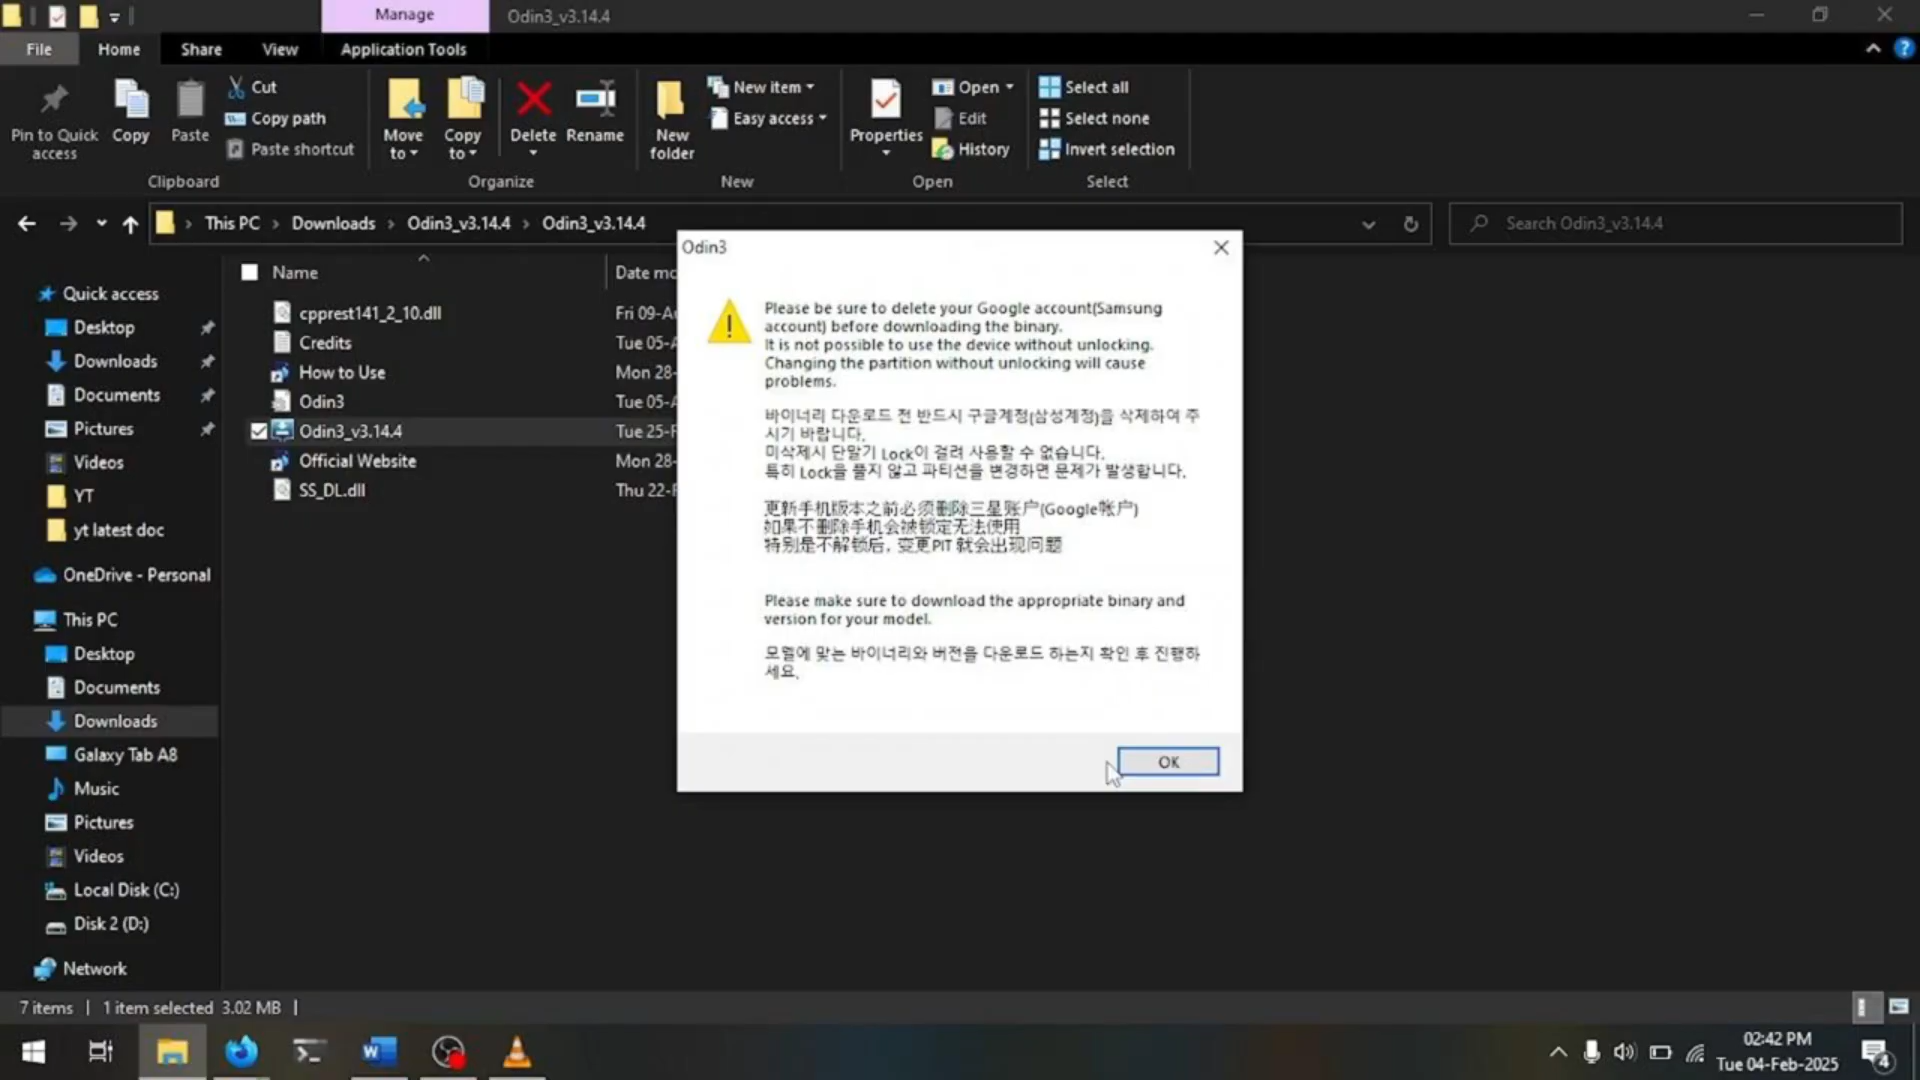 Manage
Odin3_v3.14.4
File
Home
Share
View
Application Tools
Pin to Quick access
Copy
Paste
Cut
Copy path
Paste shortcut
Clipboard
Move to
Copy to
Delete
Rename
Organize
New folder
New item
Easy access
New
Properties
Open
Edit
History
Open
Select all
Select none
Invert selection
Select
This PC
Downloads
Odin3_v3.14.4
Odin3_v3.14.4
Search Odin3_v3.14.4
Quick access
Desktop
Downloads
Documents
Pictures
Videos
YT
yt latest doc
OneDrive - Personal
This PC
Desktop
Documents
Downloads
Galaxy Tab A8
Music
Pictures
Videos
Local Disk (C:)
Disk 2 (D:)
Network
Name
Date mo
cpprest141_2_10.dll
Fri 09-Au
Credits
Tue 05-A
How to Use
Mon 28-
Odin3
Tue 05-A
Odin3_v3.14.4
Tue 25-F
Official Website
Mon 28-
SS_DL.dll
Thu 22-F
Odin3
Please be sure to delete your Google account(Samsung
account) before downloading the binary.
It is not possible to use the device without unlocking.
Changing the partition without unlocking will cause
problems.
바이너리 다운로드 전 반드시 구글계정(삼성계정)을 삭제하여 주
시기 바랍니다.
미삭제시 단말기 Lock이 걸려 사용할 수 없습니다.
특히 Lock을 풀지 않고 파티션을 변경하면 문제가 발생합니다.
更新手机版本之前必须删除三星账户(Google帐户)
如果不删除手机会被锁定无法使用
特别是不解锁后, 变更PIT 就会出现问题
Please make sure to download the appropriate binary and
version for your model.
모델에 맞는 바이너리와 버전을 다운로드 하는지 확인 후 진행하
세요.
OK
7 items
1 item selected 3.02 MB
02:42 PM
Tue 04-Feb-2025
4